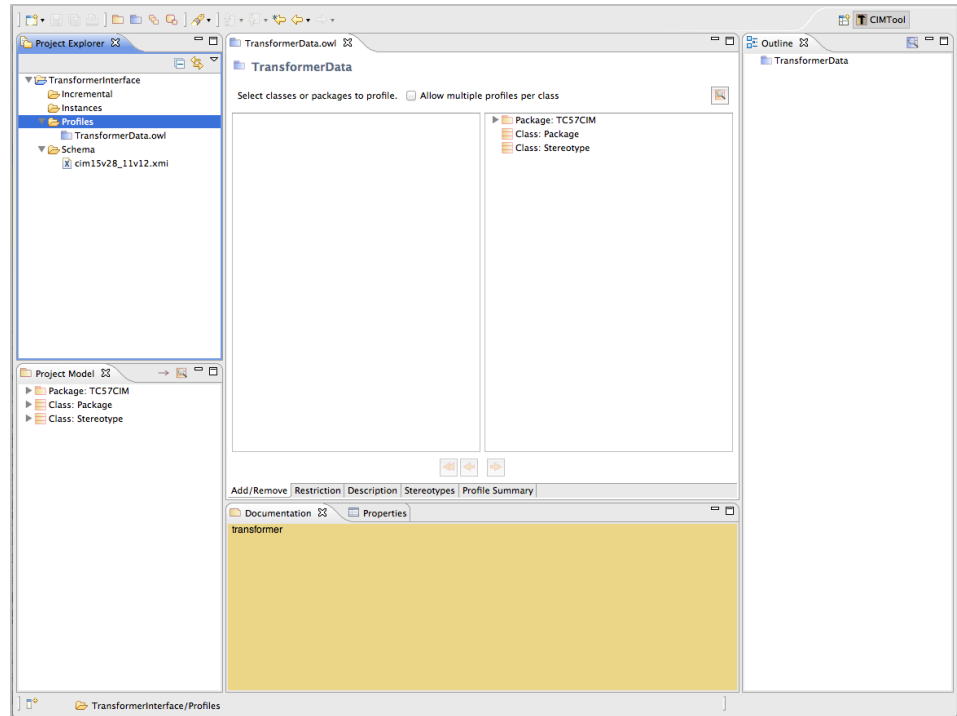 CIMTool
Project Explorer
TransformerInterface
Incremental
Instances
Profiles
TransformerData.owl
Schema
cim15v28_11v12.xmi
Project Model
Package: TC57CIM
Class: Package
Class: Stereotype
TransformerData.owl
TransformerData
Select classes or packages to profile. Allow multiple profiles per class
Package: TC57CIM
Class: Package
Class: Stereotype
Add/Remove Restriction Description Stereotypes Profile Summary
Documentation Properties
transformer
Outline
TransformerData
TransformerInterface/Profiles